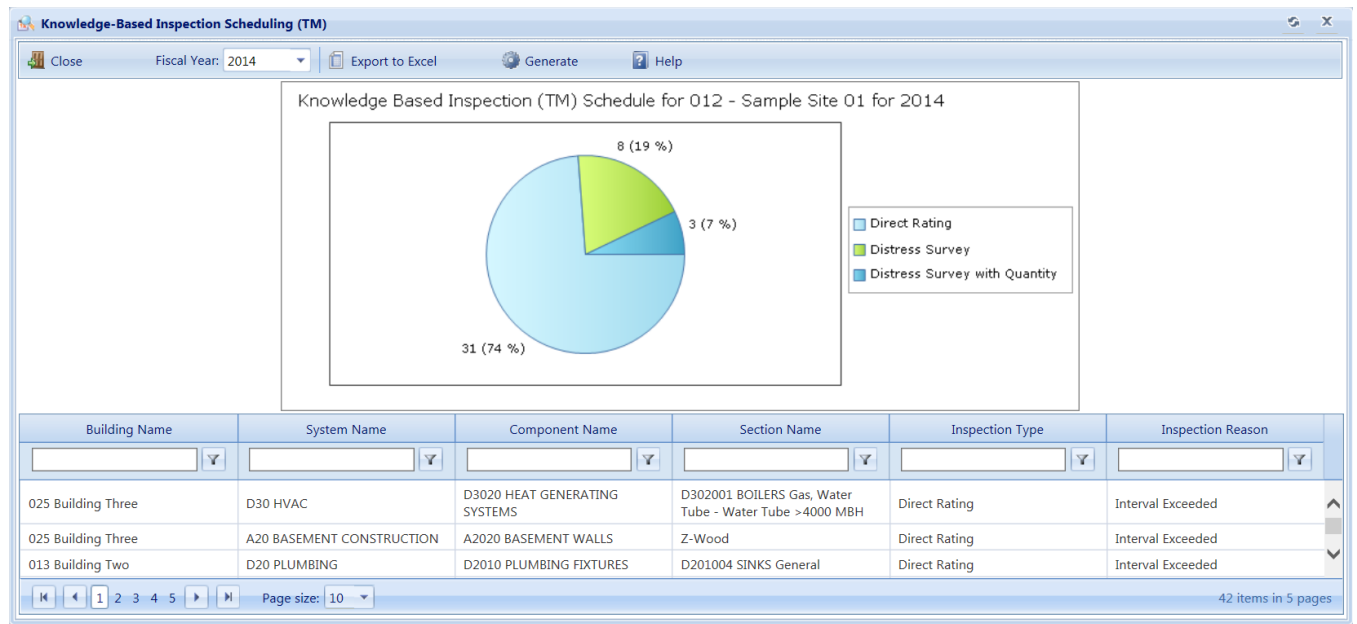 Knowledge-Based Inspection Scheduling (TM)
Close Fiscal Year: 2014 Export to Excel Generate Help
Knowledge Based Inspection (TM) Schedule for 012 - Sample Site 01 for 2014
8 (19 %)
3 (7 %)
31 (74 %)
Direct Rating
Distress Survey
Distress Survey with Quantity
Building Name System Name Component Name Section Name Inspection Type Inspection Reason
025 Building Three D30 HVAC D3020 HEAT GENERATING SYSTEMS D302001 BOILERS Gas, Water Tube - Water Tube >4000 MBH Direct Rating Interval Exceeded
025 Building Three A20 BASEMENT CONSTRUCTION A2020 BASEMENT WALLS Z-Wood Direct Rating Interval Exceeded
013 Building Two D20 PLUMBING D2010 PLUMBING FIXTURES D201004 SINKS General Direct Rating Interval Exceeded
1 2 3 4 5 Page size: 10 42 items in 5 pages